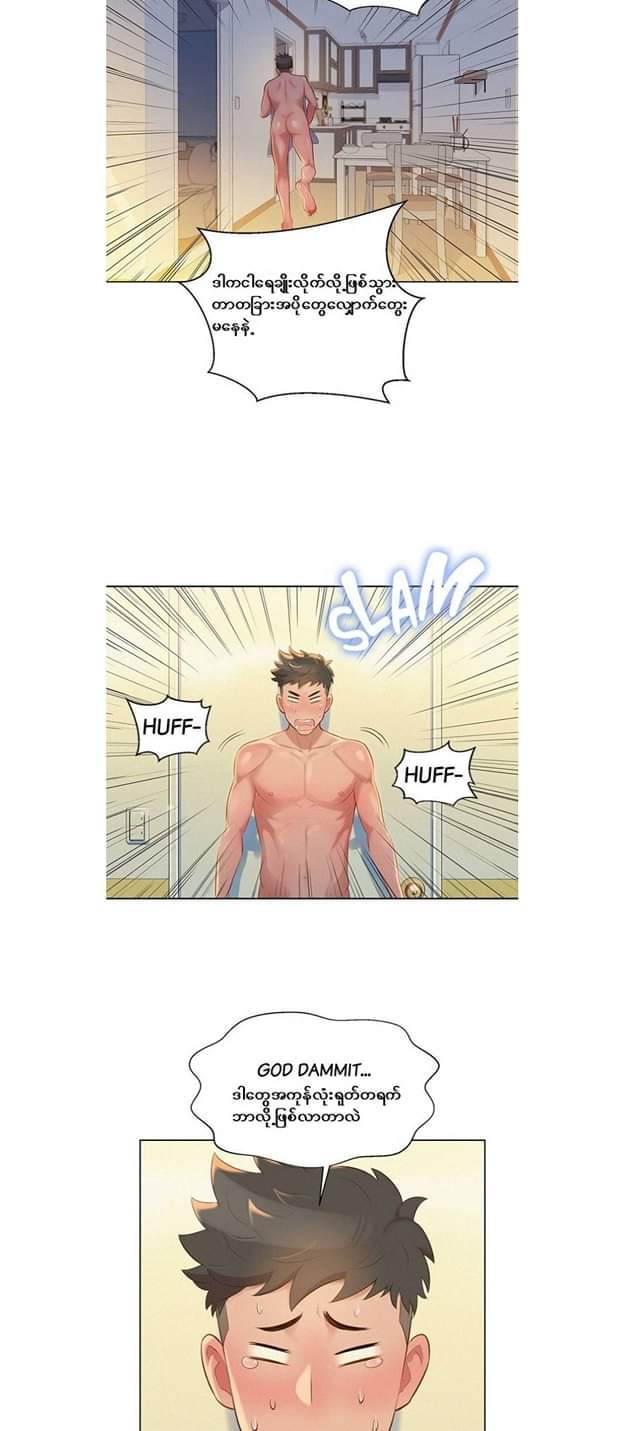 ဒါကငါရေချိုးလိုက်လို့ဖြစ်သွား
တာတခြားအပိုတွေလျှောက်တွေး
မနေနဲ့
SLAM
HUFF-
HUFF-
GOD DAMMIT...
ဒါတွေအကုန်လုံးရုတ်တရက်
ဘာလို့ဖြစ်လာတာလဲ